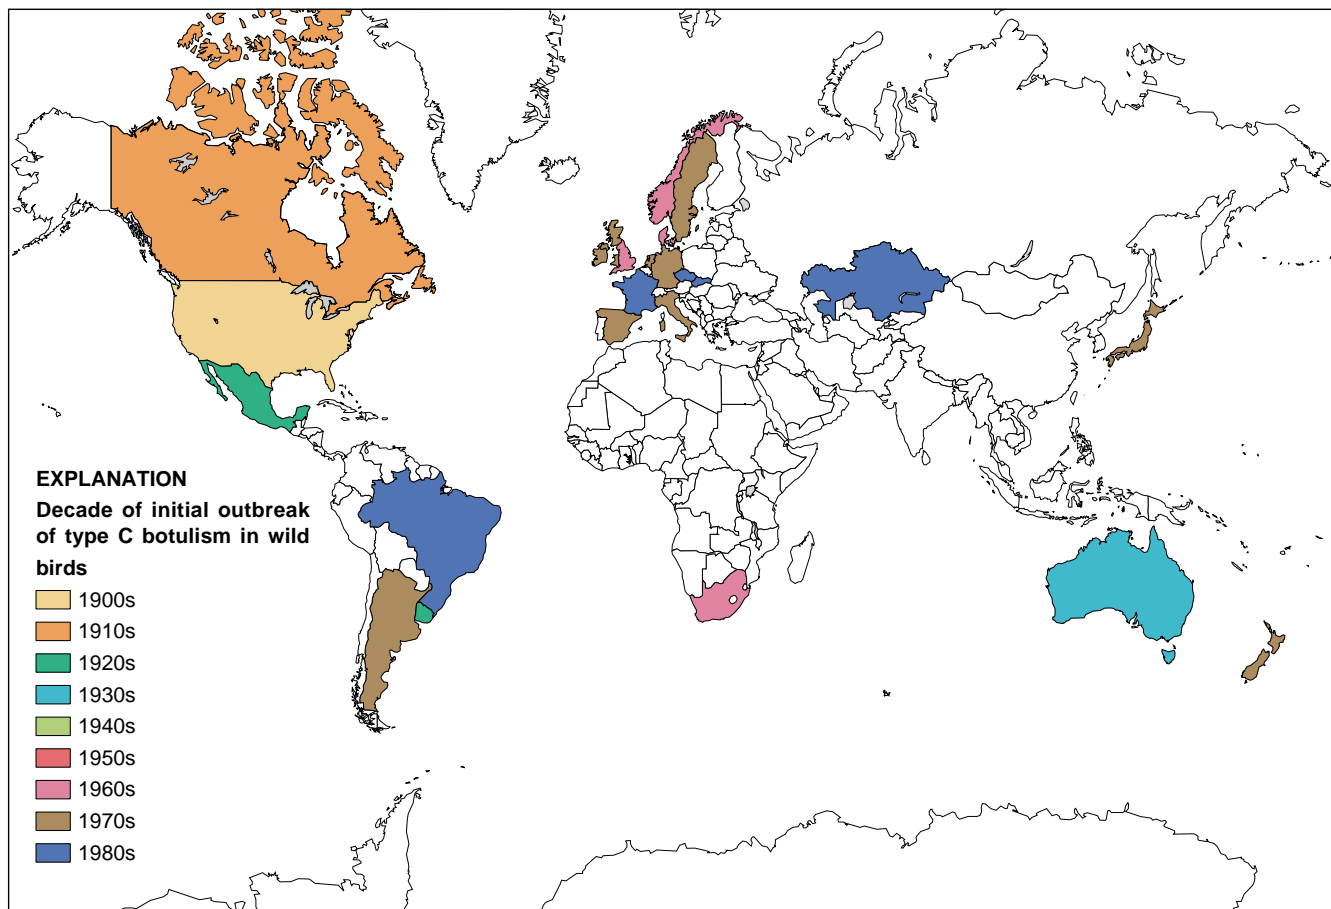 EXPLANATION
Decade of initial outbreak
of type C botulism in wild
birds
1900s
1910s
1920s
1930s
1940s
1950s
1960s
1970s
1980s